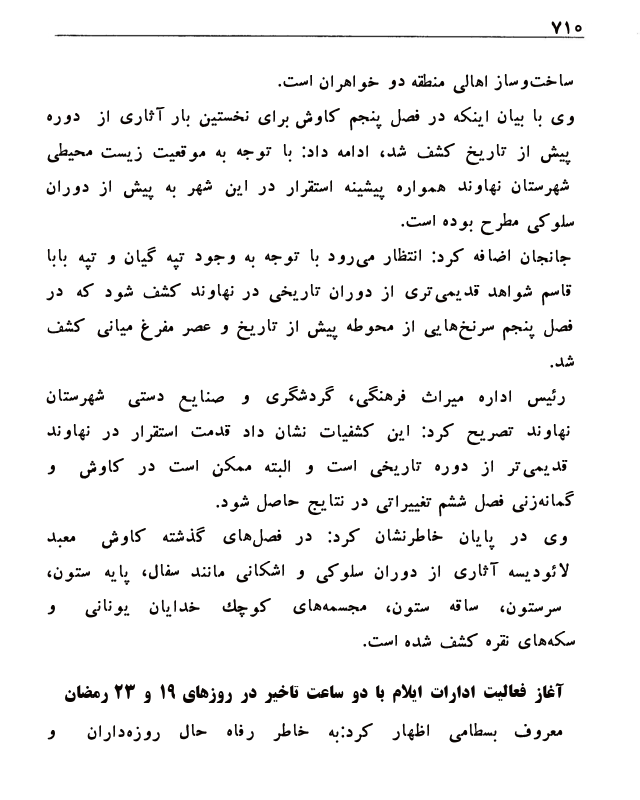 ۷۱۰
ساخت‌وساز اهالی منطقه دو خواهران است.
وی با بیان اینکه در فصل پنجم کاوش برای نخستین بار آثاری از دوره
پیش از تاریخ کشف شد، ادامه داد: با توجه به موقعیت زیست محیطی
شهرستان نهاوند همواره پیشینه استقرار در این شهر به پیش از دوران
سلوکی مطرح بوده است.
جانجان اضافه کرد: انتظار می‌رود با توجه به وجود تپه گیان و تپه بابا
قاسم شواهد قدیمی‌تری از دوران تاریخی در نهاوند کشف شود که در
فصل پنجم سرنخ‌هایی از محوطه پیش از تاریخ و عصر مفرغ میانی کشف
شد.
رئیس اداره میراث فرهنگی، گردشگری و صنایع دستی شهرستان
نهاوند تصریح کرد: این کشفیات نشان داد قدمت استقرار در نهاوند
قدیمی‌تر از دوره تاریخی است و البته ممکن است در کاوش و
گمانه‌زنی فصل ششم تغییراتی در نتایج حاصل شود.
وی در پایان خاطرنشان کرد: در فصل‌های گذشته کاوش معبد
لائودیسه آثاری از دوران سلوکی و اشکانی مانند سفال، پایه ستون،
سرستون، ساقه ستون، مجسمه‌های کوچك خدایان یونانی و
سکه‌های نقره کشف شده است.
آغاز فعالیت ادارات ایلام با دو ساعت تاخیر در روزهای ۱۹ و ۲۳ رمضان
معروف بسطامی اظهار کرد:به خاطر رفاه حال روزه‌داران و